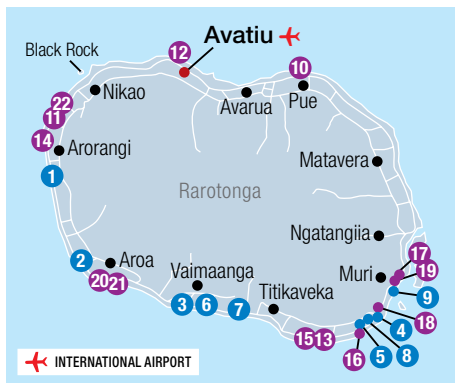 12
Avatiu
Black Rock
10
22
Nikao
11
Avarua
Pue
14
Arorangi
Matavera
1
Rarotonga
Ngatangiia
2
Aroa
17
Vaimaanga
Muri
19
20
21
9
3
6
7
Titikaveka
18
15
13
4
16
5
8
INTERNATIONAL AIRPORT